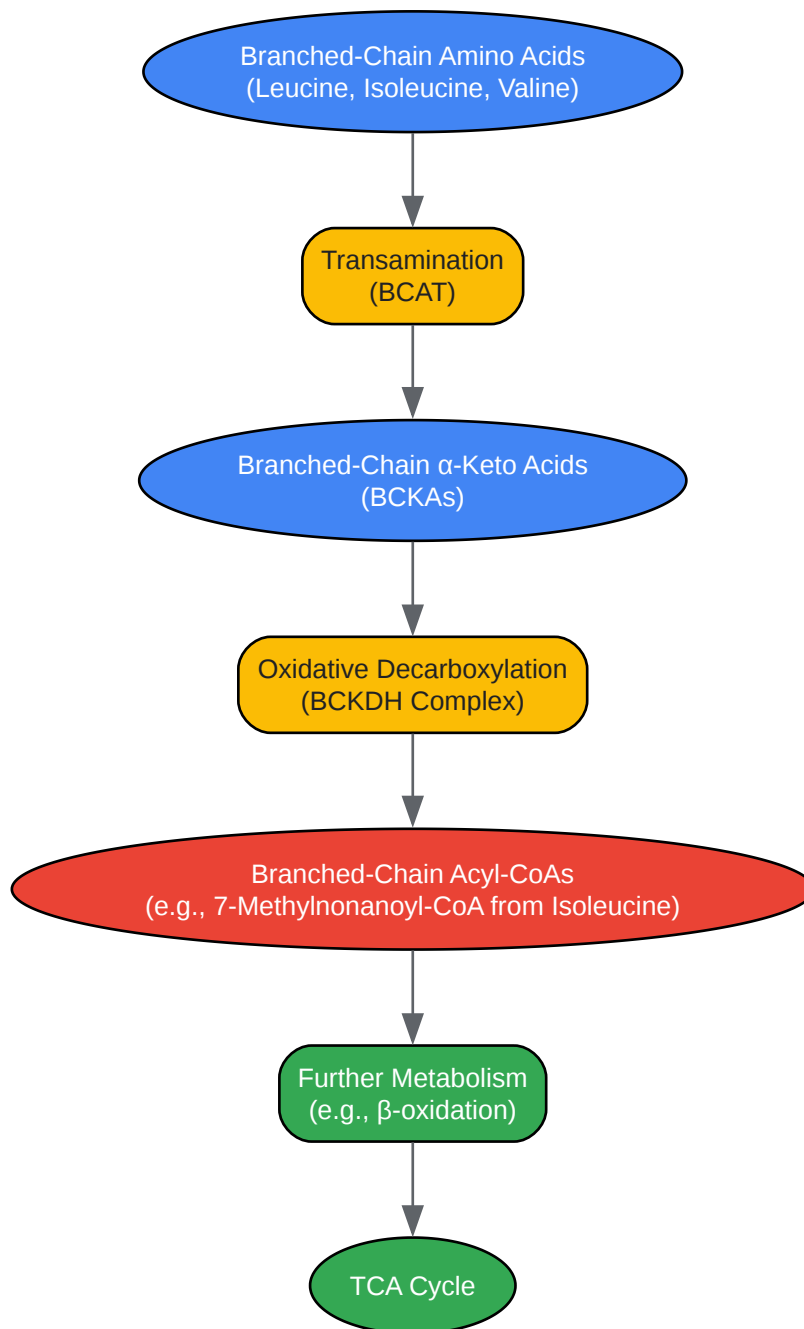 Branched-Chain Amino Acids
(Leucine, Isoleucine, Valine)
Transamination
(BCAT)
Branched-Chain α-Keto Acids
(BCKAs)
Oxidative Decarboxylation
(BCKDH Complex)
Branched-Chain Acyl-CoAs
(e.g., 7-Methylnonanoyl-CoA from Isoleucine)
Further Metabolism
(e.g., β-oxidation)
TCA Cycle